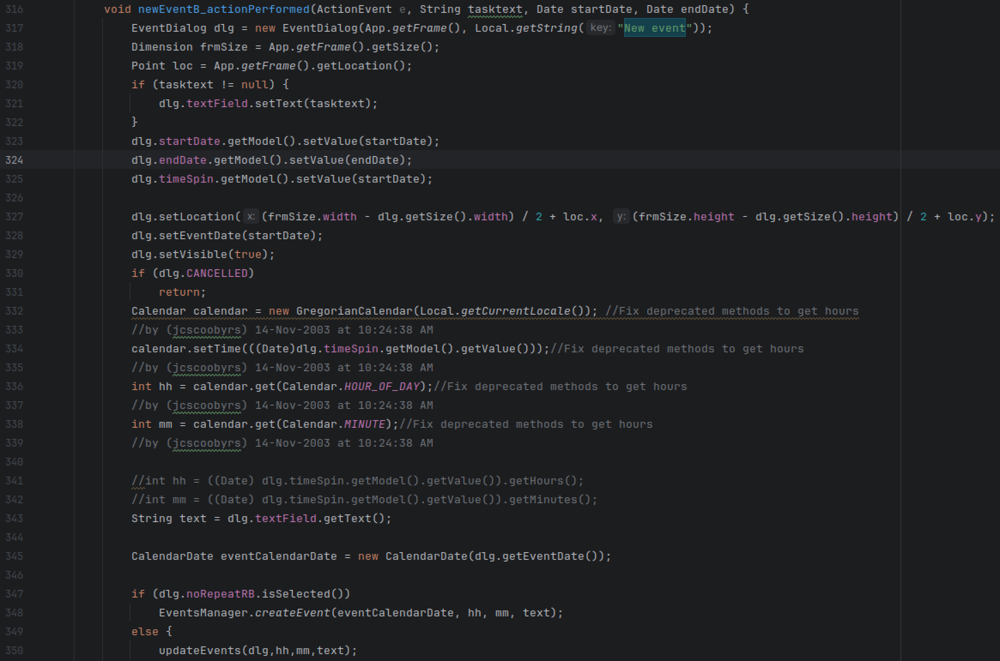 316 void newEventB_actionPerformed(ActionEvent e, String tasktext, Date startDate, Date endDate) {
317 EventDialog dlg = new EventDialog(App.getFrame(), Local.getString( key: "New event"));
318 Dimension frmSize = App.getFrame().getSize();
319 Point loc = App.getFrame().getLocation();
320 if (tasktext != null) {
321 dlg.textField.setText(tasktext);
322 }
323 dlg.startDate.getModel().setValue(startDate);
324 dlg.endDate.getModel().setValue(endDate);
325 dlg.timeSpin.getModel().setValue(startDate);
326
327 dlg.setLocation( x: (frmSize.width - dlg.getSize().width) / 2 + loc.x, y: (frmSize.height - dlg.getSize().height) / 2 + loc.y);
328 dlg.setEventDate(startDate);
329 dlg.setVisible(true);
330 if (dlg.CANCELLED)
331 return;
332 Calendar calendar = new GregorianCalendar(Local.getCurrentLocale()); //Fix deprecated methods to get hours
333 //by (jcscoobyrs) 14-Nov-2003 at 10:24:38 AM
334 calendar.setTime(((Date)dlg.timeSpin.getModel().getValue()));//Fix deprecated methods to get hours
335 //by (jcscoobyrs) 14-Nov-2003 at 10:24:38 AM
336 int hh = calendar.get(Calendar.HOUR_OF_DAY);//Fix deprecated methods to get hours
337 //by (jcscoobyrs) 14-Nov-2003 at 10:24:38 AM
338 int mm = calendar.get(Calendar.MINUTE);//Fix deprecated methods to get hours
339 //by (jcscoobyrs) 14-Nov-2003 at 10:24:38 AM
340
341 //int hh = ((Date) dlg.timeSpin.getModel().getValue()).getHours();
342 //int mm = ((Date) dlg.timeSpin.getModel().getValue()).getMinutes();
343 String text = dlg.textField.getText();
344
345 CalendarDate eventCalendarDate = new CalendarDate(dlg.getEventDate());
346
347 if (dlg.noRepeatRB.isSelected())
348 EventsManager.createEvent(eventCalendarDate, hh, mm, text);
349 else {
350 updateEvents(dlg,hh,mm,text);